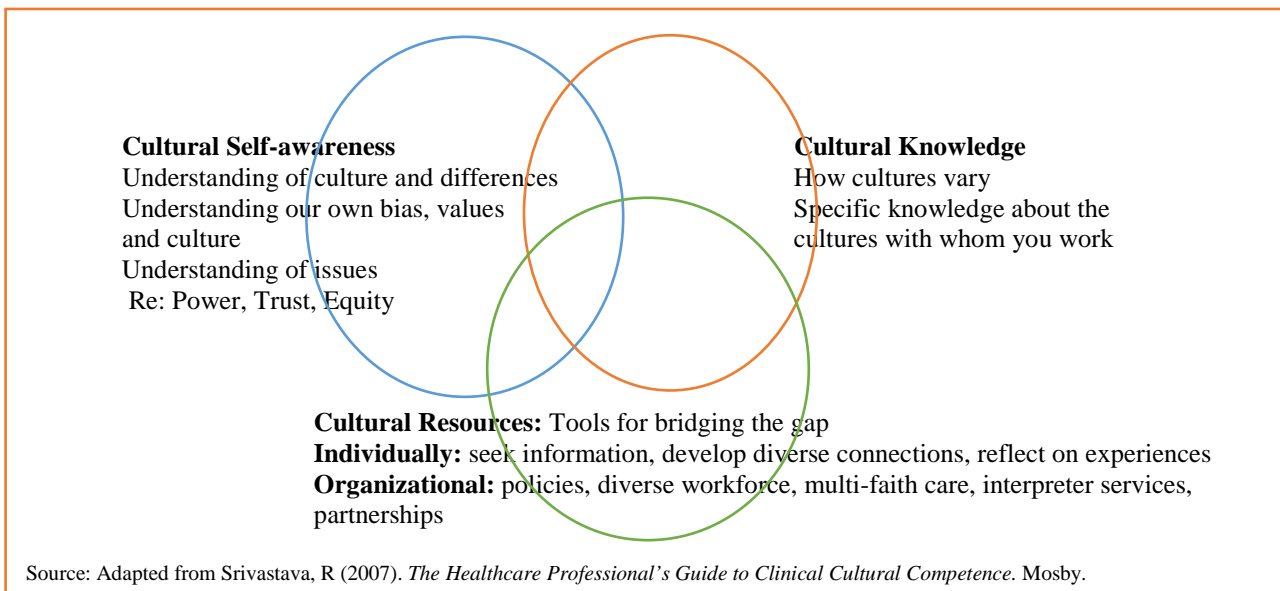 Cultural Self-awareness
Understanding of culture and differences
Understanding our own bias, values
and culture
Understanding of issues
Re: Power, Trust, Equity
Cultural Knowledge
How cultures vary
Specific knowledge about the
cultures with whom you work
Cultural Resources: Tools for bridging the gap
Individually: seek information, develop diverse connections, reflect on experiences
Organizational: policies, diverse workforce, multi-faith care, interpreter services,
partnerships
Source: Adapted from Srivastava, R (2007). The Healthcare Professional’s Guide to Clinical Cultural Competence. Mosby.